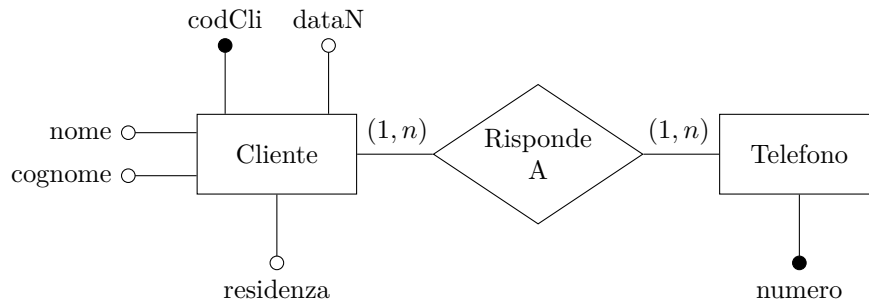 codCli dataN
nome
(1, n) (1, n)
Risponde
Cliente Telefono
A
cognome
residenza numero